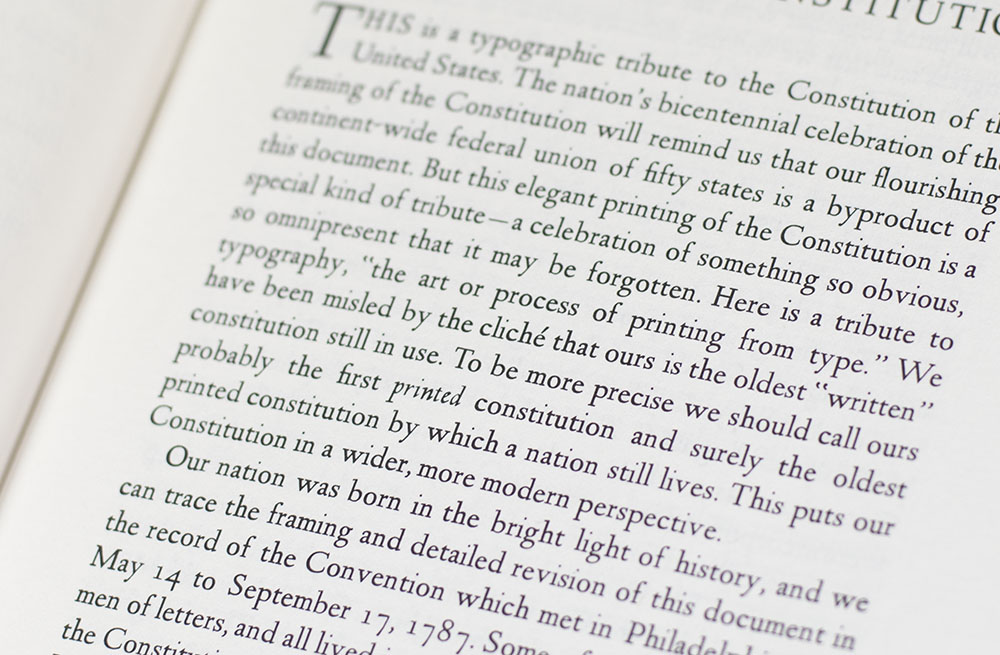 THIS is a typographic tribute to the Constitution of
United States. The nation's bicentennial celebration of the
framing of the Constitution will remind us that our flourishing
continent-wide federal union of fifty states is a byproduct of
this document. But this elegant printing of the Constitution is a
special kind of tribute—a celebration of something so obvious,
so omnipresent that it may be forgotten. Here is a tribute to
typography, “the art or process of printing from type.” We
have been misled by the cliché that ours is the oldest “written”
constitution still in use. To be more precise we should call ours
probably the first printed constitution and surely the oldest
printed constitution by which a nation still lives. This puts our
Constitution in a wider, more modern perspective.
Our nation was born in the bright light of history, and we
can trace the framing and detailed revision of this document in
the record of the Convention which met in
May 14 to September 17, 1787. Some
men of letters, and all lived
the